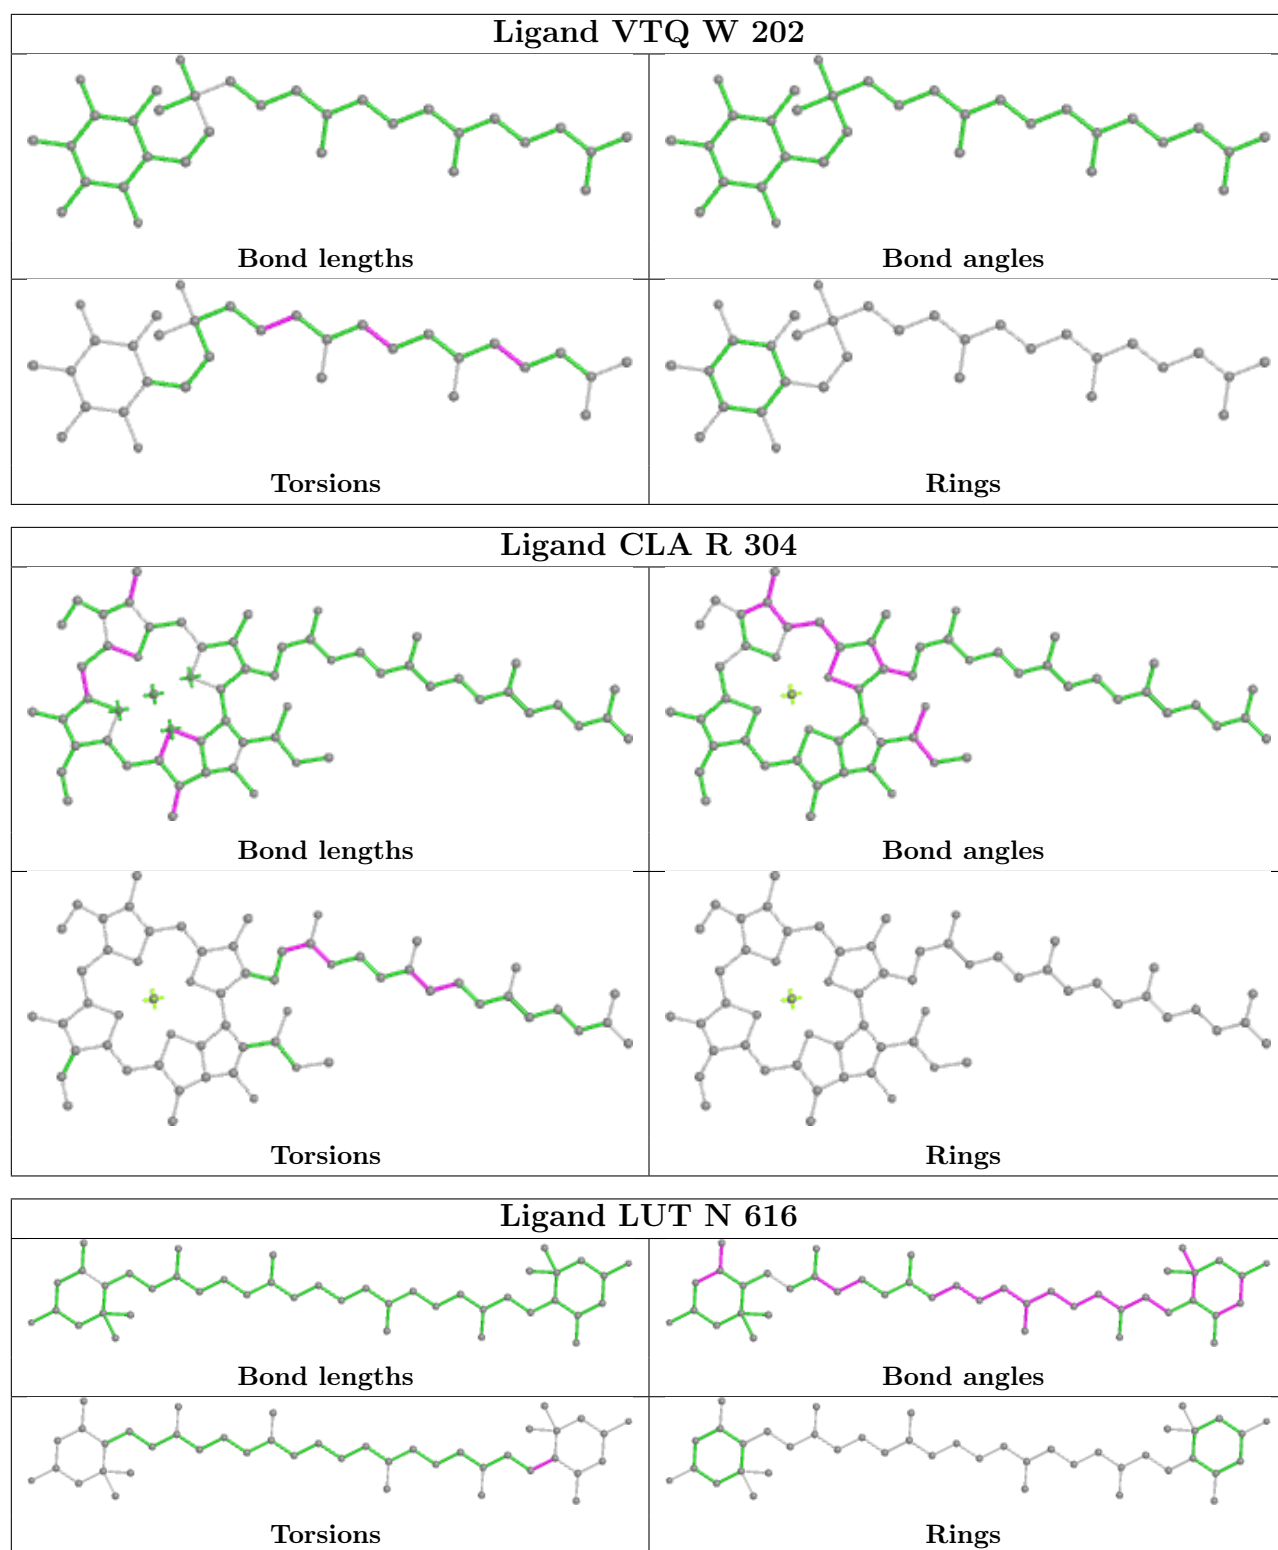 Ligand VTQ W 202
Bond lengths
Bond angles
Torsions
Rings
Ligand CLA R 304
Bond lengths
Bond angles
Torsions
Rings
Ligand LUT N 616
Bond lengths
Bond angles
Torsions
Rings